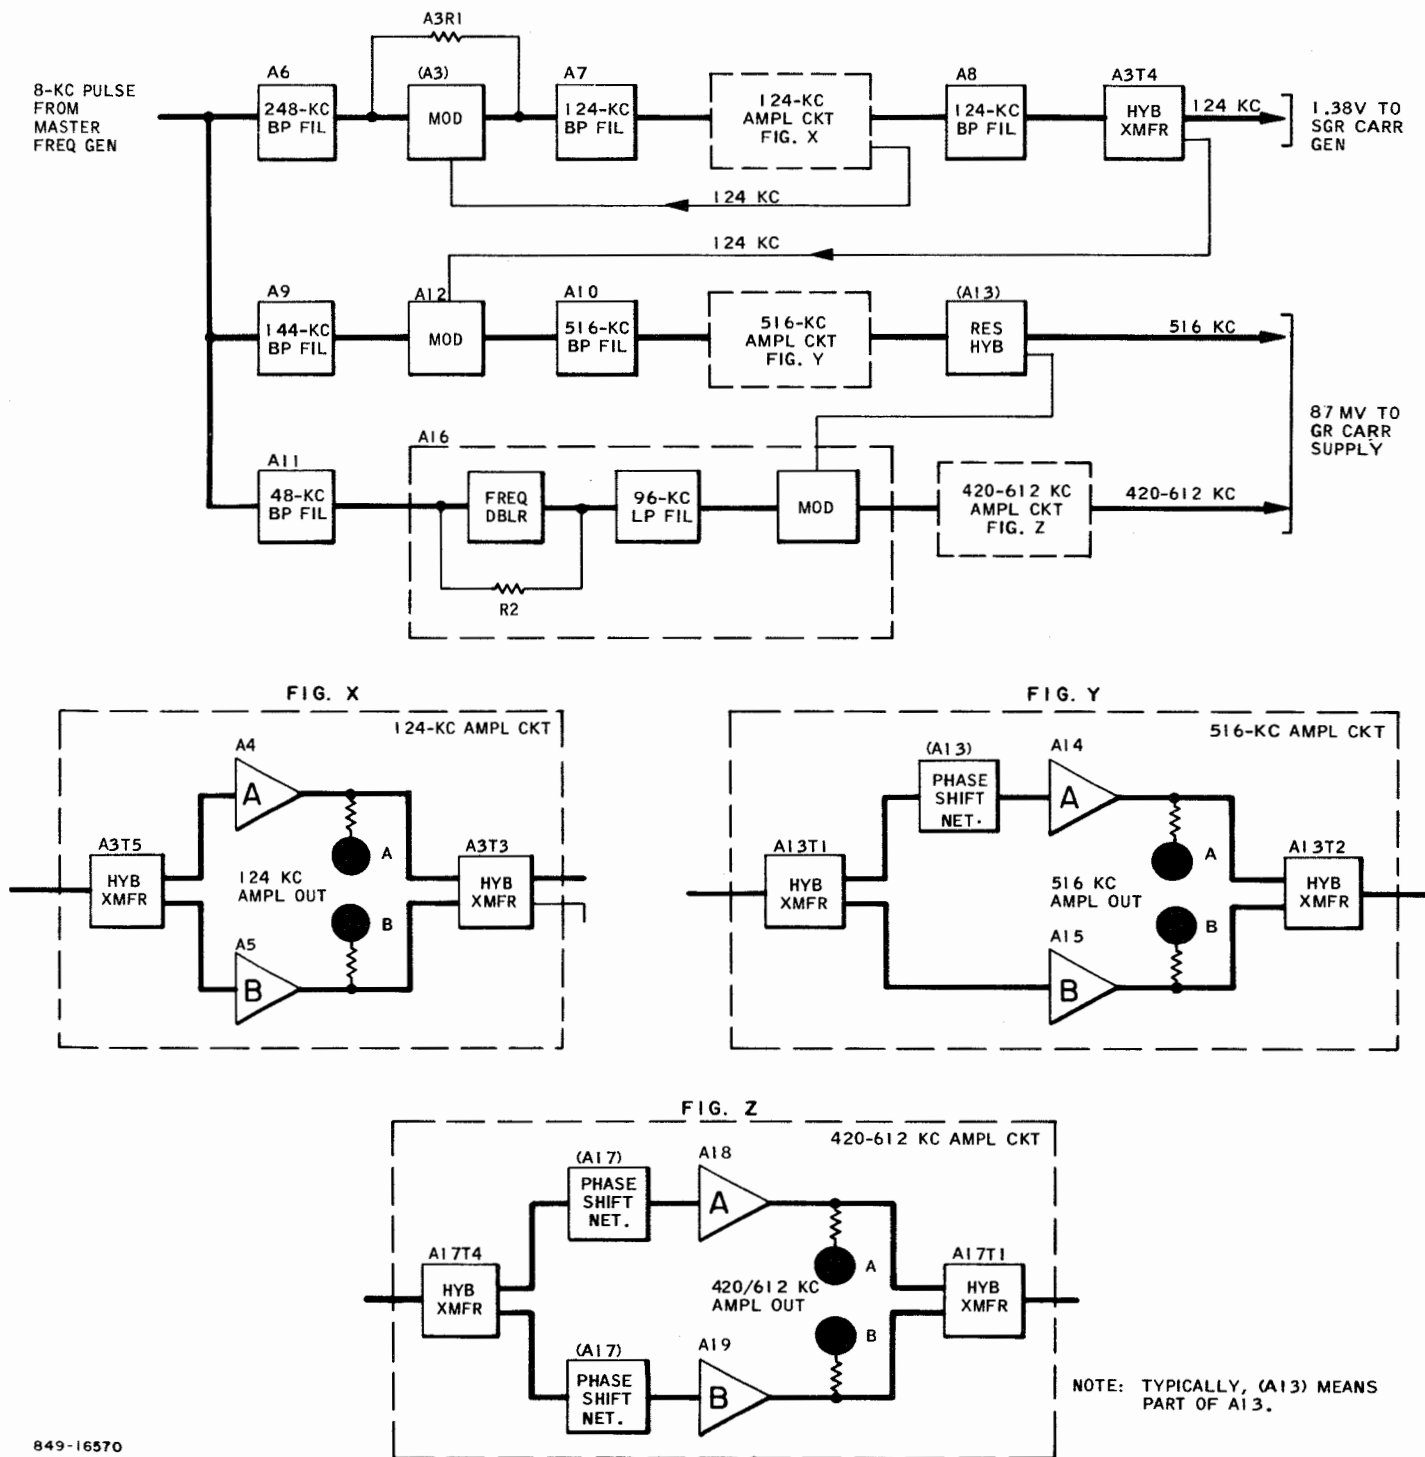 8-KC PULSE
FROM
MASTER
FREQ GEN
A6
248-KC
BP FIL
A3R1
(A3)
MOD
A7
124-KC
BP FIL
124-KC
AMPL CKT
FIG. X
A8
124-KC
BP FIL
A3T4
HYB
XMFR
124 KC
1.38V TO
SGR CARR
GEN
124 KC
124 KC
A9
144-KC
BP FIL
A12
MOD
A10
516-KC
BP FIL
516-KC
AMPL CKT
FIG. Y
(A13)
RES
HYB
516 KC
87 MV TO
GR CARR
SUPPLY
A11
48-KC
BP FIL
A16
FREQ
DBLR
R2
96-KC
LP FIL
MOD
420-612 KC
AMPL CKT
FIG. Z
420-612 KC
FIG. X
124-KC AMPL CKT
A3T5
HYB
XMFR
A4
A
A
124 KC
AMPL OUT
B
A5
B
A3T3
HYB
XMFR
FIG. Y
516-KC AMPL CKT
A13T1
HYB
XMFR
(A13)
PHASE
SHIFT
NET.
A14
A
A
516 KC
AMPL OUT
B
A15
B
A13T2
HYB
XMFR
FIG. Z
420-612 KC AMPL CKT
A17T4
HYB
XMFR
(A17)
PHASE
SHIFT
NET.
A18
A
A
420/612 KC
AMPL OUT
B
(A17)
PHASE
SHIFT
NET.
A19
B
A17T1
HYB
XMFR
NOTE: TYPICALLY, (A13) MEANS
PART OF A13.
849-16570